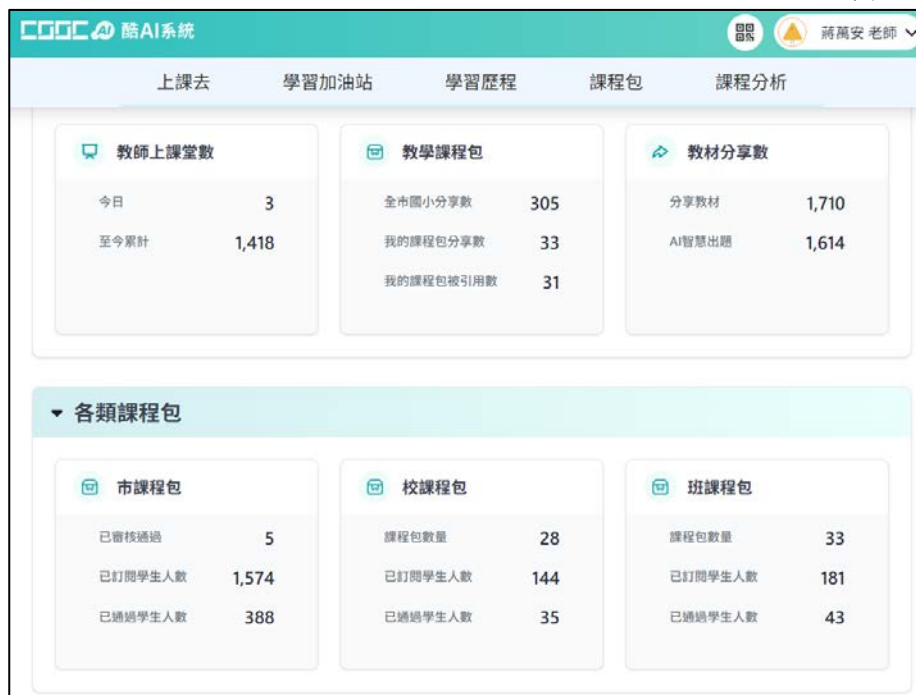 COOC AI 酷AI系統
蔣萬安 老師
上課去 學習加油站 學習歷程 課程包 課程分析
教師上課堂數
今日 3
至今累計 1,418
教學課程包
全市國小分享數 305
我的課程包分享數 33
我的課程包被引用數 31
教材分享數
分享教材 1,710
AI智慧出題 1,614
各類課程包
市課程包
已審核通過 5
已訂閱學生人數 1,574
已通過學生人數 388
校課程包
課程包數量 28
已訂閱學生人數 144
已通過學生人數 35
班課程包
課程包數量 33
已訂閱學生人數 181
已通過學生人數 43